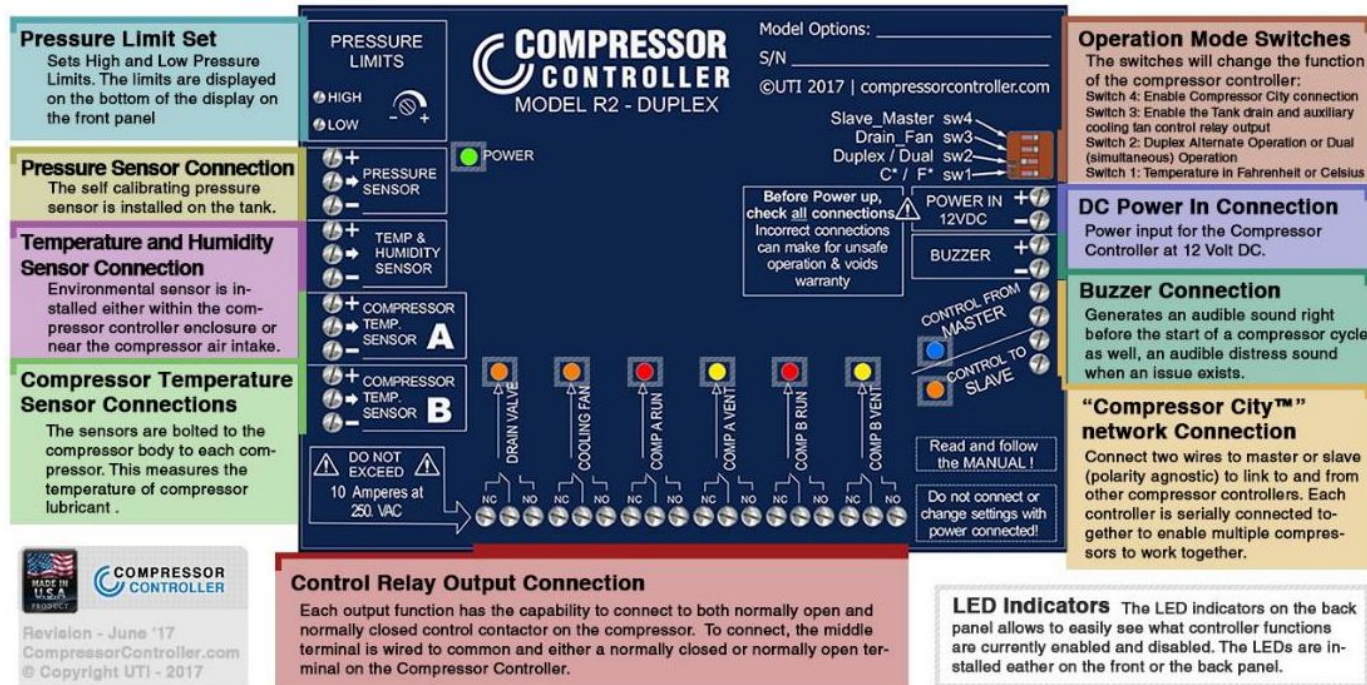 Pressure Limit Set
Sets High and Low Pressure
Limits. The limits are displayed
on the bottom of the display on
the front panel
Pressure Sensor Connection
The self calibrating pressure
sensor is installed on the tank.
Temperature and Humidity
Sensor Connection
Environmental sensor is in-
stalled either within the com-
pressor controller enclosure or
near the compressor air intake.
Compressor Temperature
Sensor Connections
The sensors are bolted to the
compressor body to each com-
pressor. This measures the
temperature of compressor
lubricant .
MADE IN
U.S.A
PRODUCT
COMPRESSOR
CONTROLLER
Revision - June '17
CompressorController.com
© Copyright UTI - 2017
PRESSURE
LIMITS
HIGH
LOW
- +
+
PRESSURE
SENSOR
-
+
TEMP &
HUMIDITY
SENSOR
-
+
COMPRESSOR
TEMP.
SENSOR A
-
+
COMPRESSOR
TEMP.
SENSOR B
-
DO NOT
EXCEED
10 Amperes at
250. VAC
COMPRESSOR
CONTROLLER
MODEL R2 - DUPLEX
POWER
Model Options:
S/N
©UTI 2017 | compressorcontroller.com
Slave_Master sw4
Drain_Fan sw3
Duplex / Dual sw2
C* / F* sw1
Before Power up,
check all connections
Incorrect connections
can make for unsafe
operation & voids
warranty
POWER IN +
12VDC -
BUZZER +
-
CONTROL FROM
MASTER
CONTROL TO
SLAVE
DRAIN VALVE
COOLING FAN
COMP A RUN
COMP A VENT
COMP B RUN
COMP B VENT
NC NO NC NO NC NO NC NO NC NO NC NO
Read and follow
the MANUAL !
Do not connect or
change settings with
power connected!
Operation Mode Switches
The switches will change the function
of the compressor controller:
Switch 4: Enable Compressor City connection
Switch 3: Enable the Tank drain and auxiliary
cooling fan control relay output
Switch 2: Duplex Alternate Operation or Dual
(simultaneous) Operation
Switch 1: Temperature in Fahrenheit or Celsius
DC Power In Connection
Power input for the Compressor
Controller at 12 Volt DC.
Buzzer Connection
Generates an audible sound right
before the start of a compressor cycle
as well, an audible distress sound
when an issue exists.
“Compressor City™”
network Connection
Connect two wires to master or slave
(polarity agnostic) to link to and from
other compressor controllers. Each
controller is serially connected to-
gether to enable multiple compres-
sors to work together.
Control Relay Output Connection
Each output function has the capability to connect to both normally open and
normally closed control contactor on the compressor. To connect, the middle
terminal is wired to common and either a normally closed or normally open ter-
minal on the Compressor Controller.
LED Indicators The LED indicators on the back
panel allows to easily see what controller functions
are currently enabled and disabled. The LEDs are in-
stalled eather on the front or the back panel.